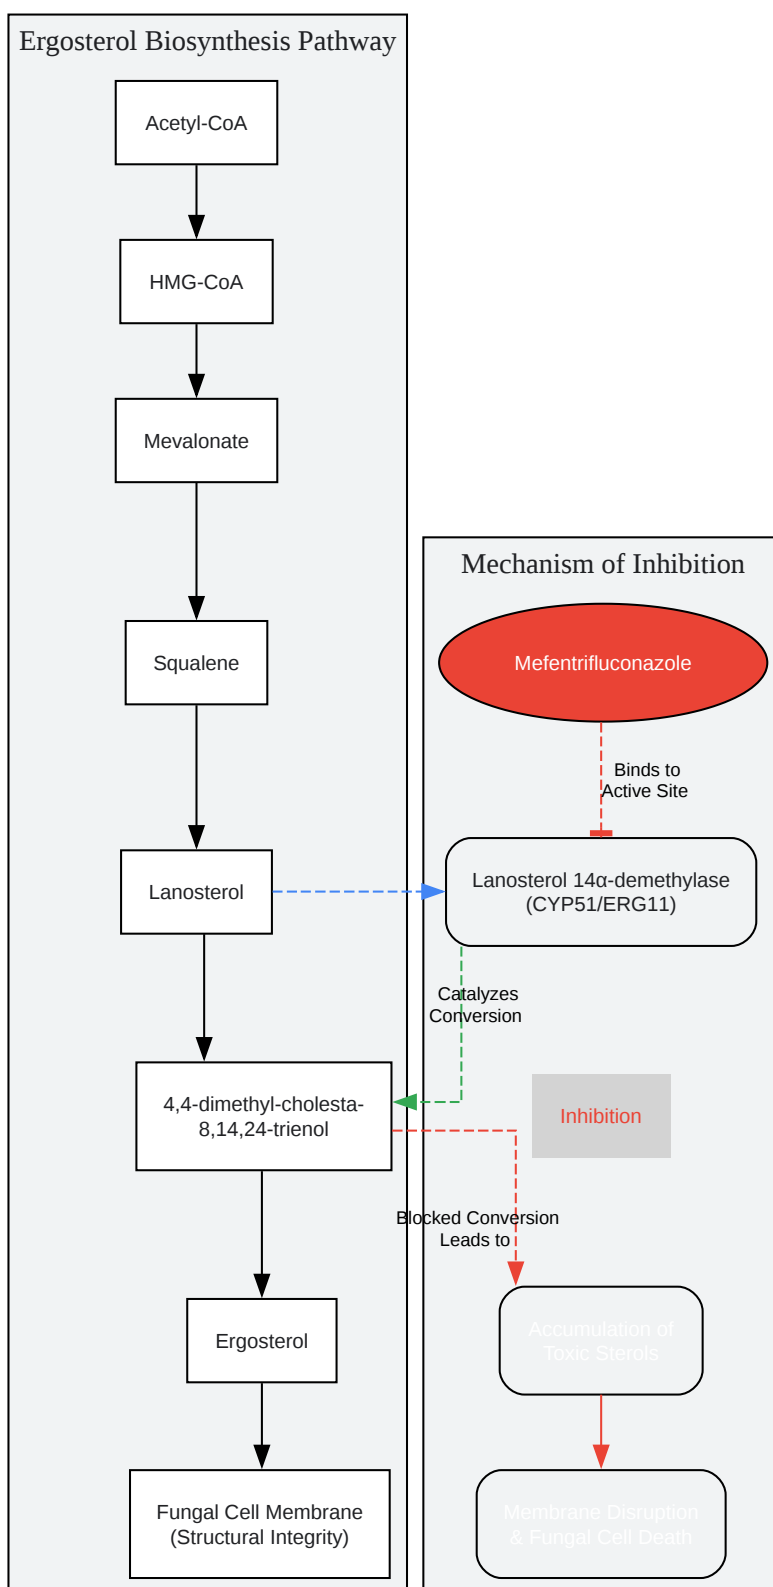 Ergosterol Biosynthesis Pathway
Acetyl-CoA
HMG-CoA
Mevalonate
Squalene
Lanosterol
4,4-dimethyl-cholesta-
8,14,24-trienol
Ergosterol
Fungal Cell Membrane
(Structural Integrity)
Mechanism of Inhibition
Mefentrifluconazole
Binds to
Active Site
Lanosterol 14α-demethylase
(CYP51/ERG11)
Catalyzes
Conversion
Inhibition
Blocked Conversion
Leads to
Accumulation of
Toxic Sterols
Membrane Disruption
& Fungal Cell Death